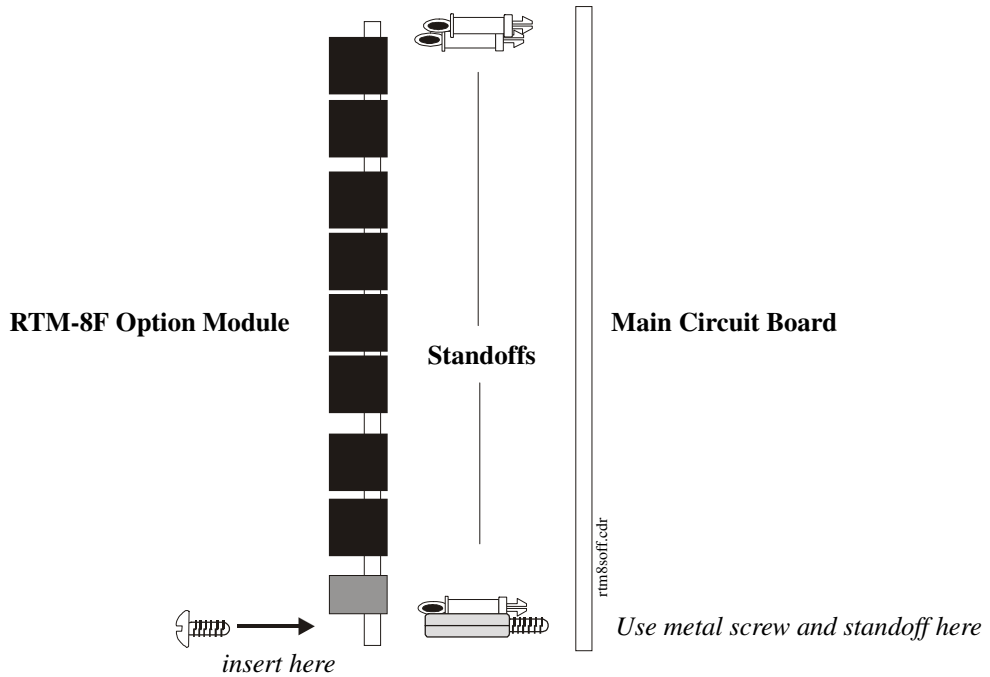 RTM-8F Option Module
Standoffs
Main Circuit Board
rtm8soff.cdr
insert here
Use metal screw and standoff here